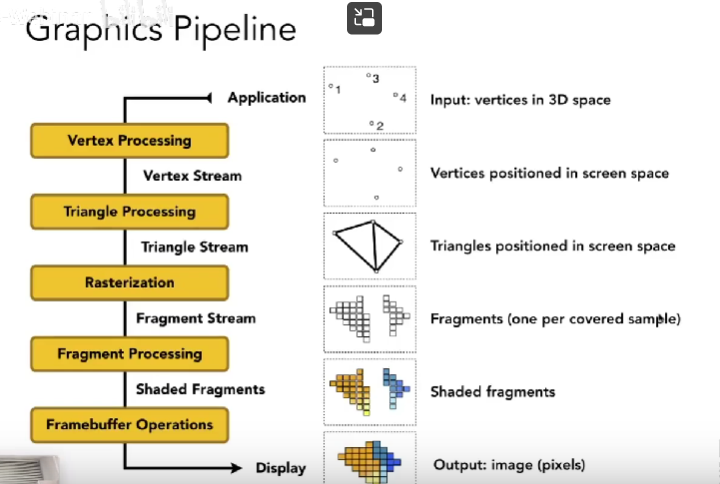 Graphics Pipeline
Application
1
3
4
2
Input: vertices in 3D space
Vertex Processing
Vertex Stream
Vertices positioned in screen space
Triangle Processing
Triangle Stream
Triangles positioned in screen space
Rasterization
Fragment Stream
Fragments (one per covered sample)
Fragment Processing
Shaded Fragments
Shaded fragments
Framebuffer Operations
Display
Output: image (pixels)